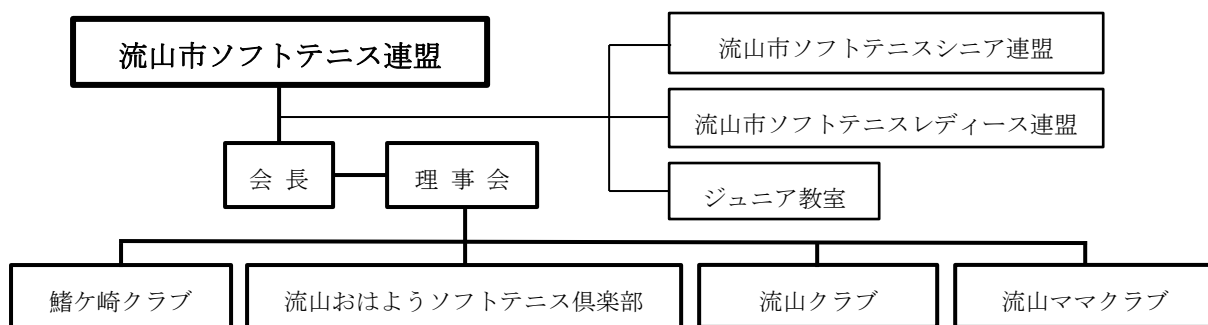 流山市ソフトテニス連盟
流山市ソフトテニスシニア連盟
流山市ソフトテニスレディース連盟
会 長
理 事 会
ジュニア教室
鰭ケ崎クラブ
流山おはようソフトテニス倶楽部
流山クラブ
流山ママクラブ